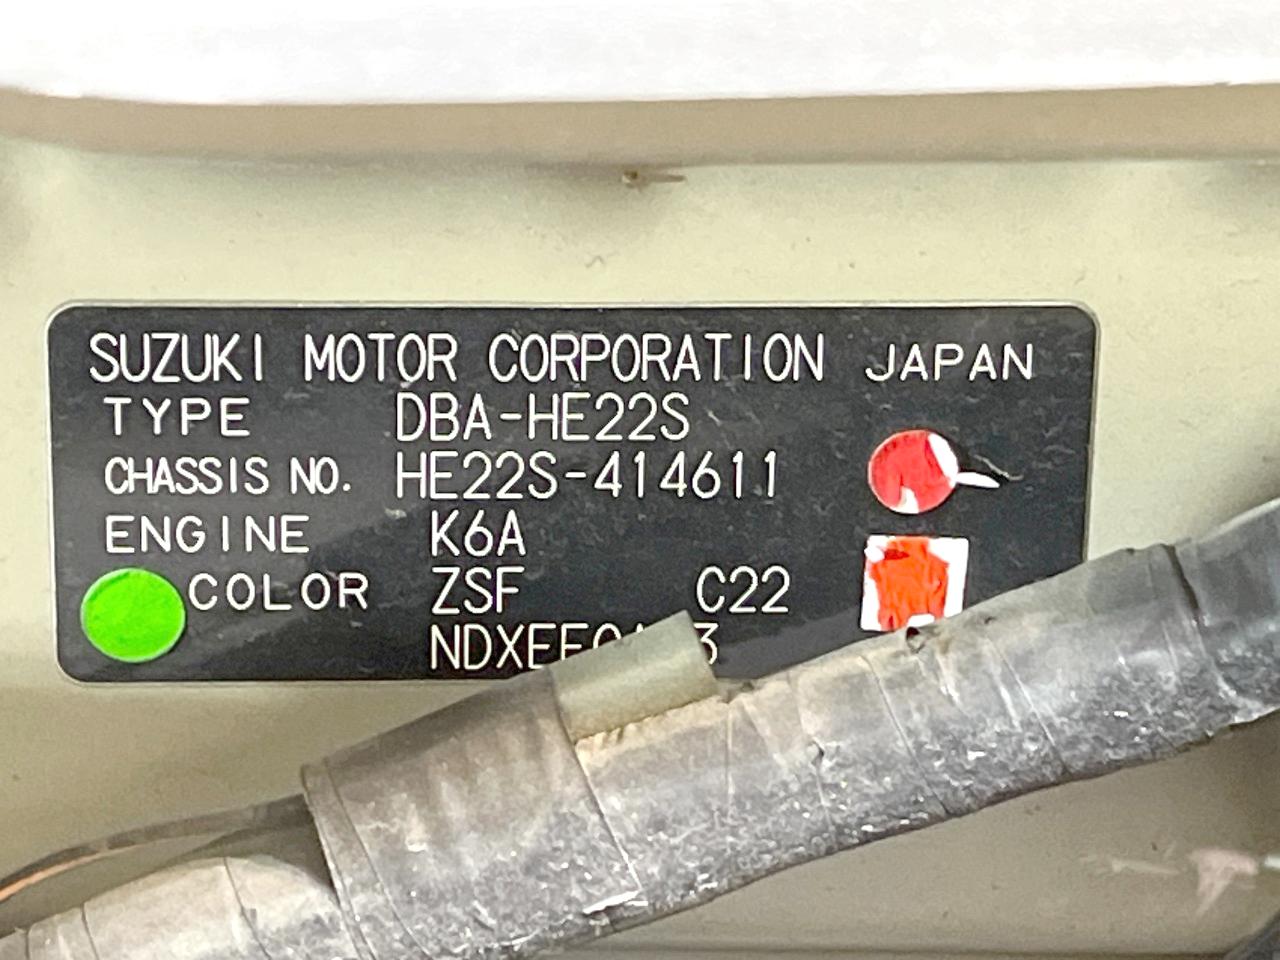 SUZUKI MOTOR CORPORATION JAPAN
TYPE DBA-HE22S
CHASSIS NO. HE22S-414611
ENGINE K6A
COLOR ZSF C22